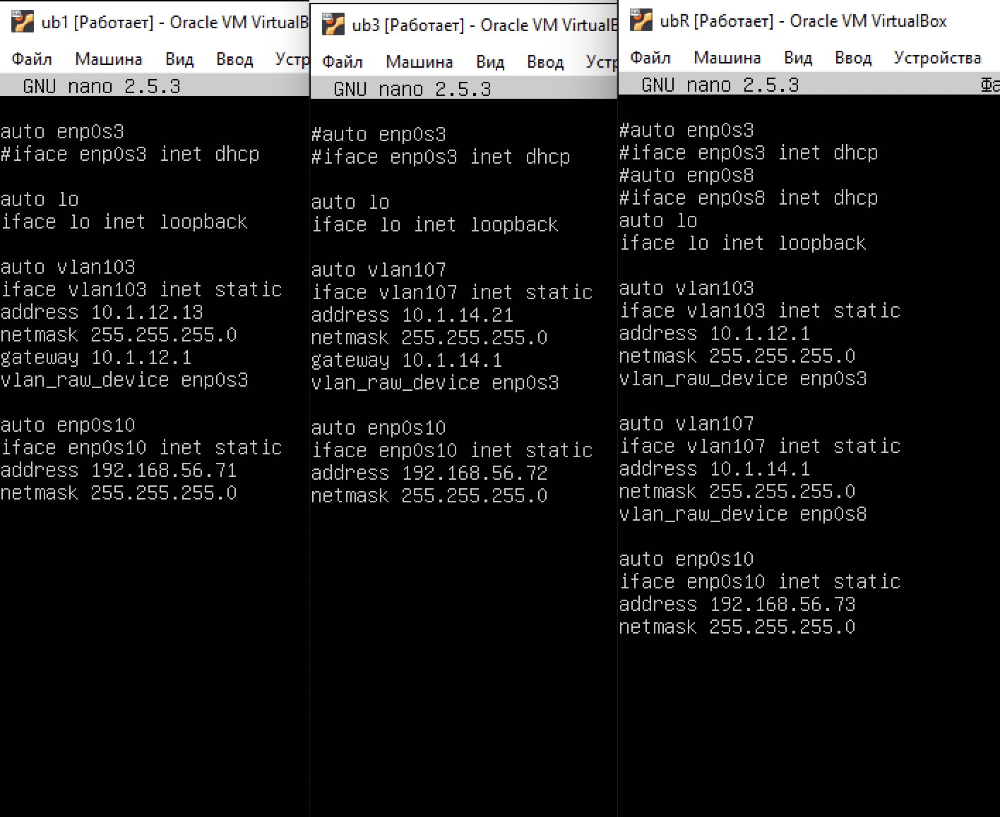 ub1 [Работает] - Oracle VM VirtualB
Файл Машина Вид Ввод Устр
GNU nano 2.5.3
auto enp0s3
#iface enp0s3 inet dhcp
auto lo
iface lo inet loopback
auto vlan103
iface vlan103 inet static
address 10.1.12.13
netmask 255.255.255.0
gateway 10.1.12.1
vlan_raw_device enp0s3
auto enp0s10
iface enp0s10 inet static
address 192.168.56.71
netmask 255.255.255.0
ub3 [Работает] - Oracle VM VirtualB
Файл Машина Вид Ввод Устр
GNU nano 2.5.3
#auto enp0s3
#iface enp0s3 inet dhcp
auto lo
iface lo inet loopback
auto vlan107
iface vlan107 inet static
address 10.1.14.21
netmask 255.255.255.0
gateway 10.1.14.1
vlan_raw_device enp0s3
auto enp0s10
iface enp0s10 inet static
address 192.168.56.72
netmask 255.255.255.0
ubR [Работает] - Oracle VM VirtualBox
Файл Машина Вид Ввод Устройства
GNU nano 2.5.3 Фа
#auto enp0s3
#iface enp0s3 inet dhcp
#auto enp0s8
#iface enp0s8 inet dhcp
auto lo
iface lo inet loopback
auto vlan103
iface vlan103 inet static
address 10.1.12.1
netmask 255.255.255.0
vlan_raw_device enp0s3
auto vlan107
iface vlan107 inet static
address 10.1.14.1
netmask 255.255.255.0
vlan_raw_device enp0s8
auto enp0s10
iface enp0s10 inet static
address 192.168.56.73
netmask 255.255.255.0